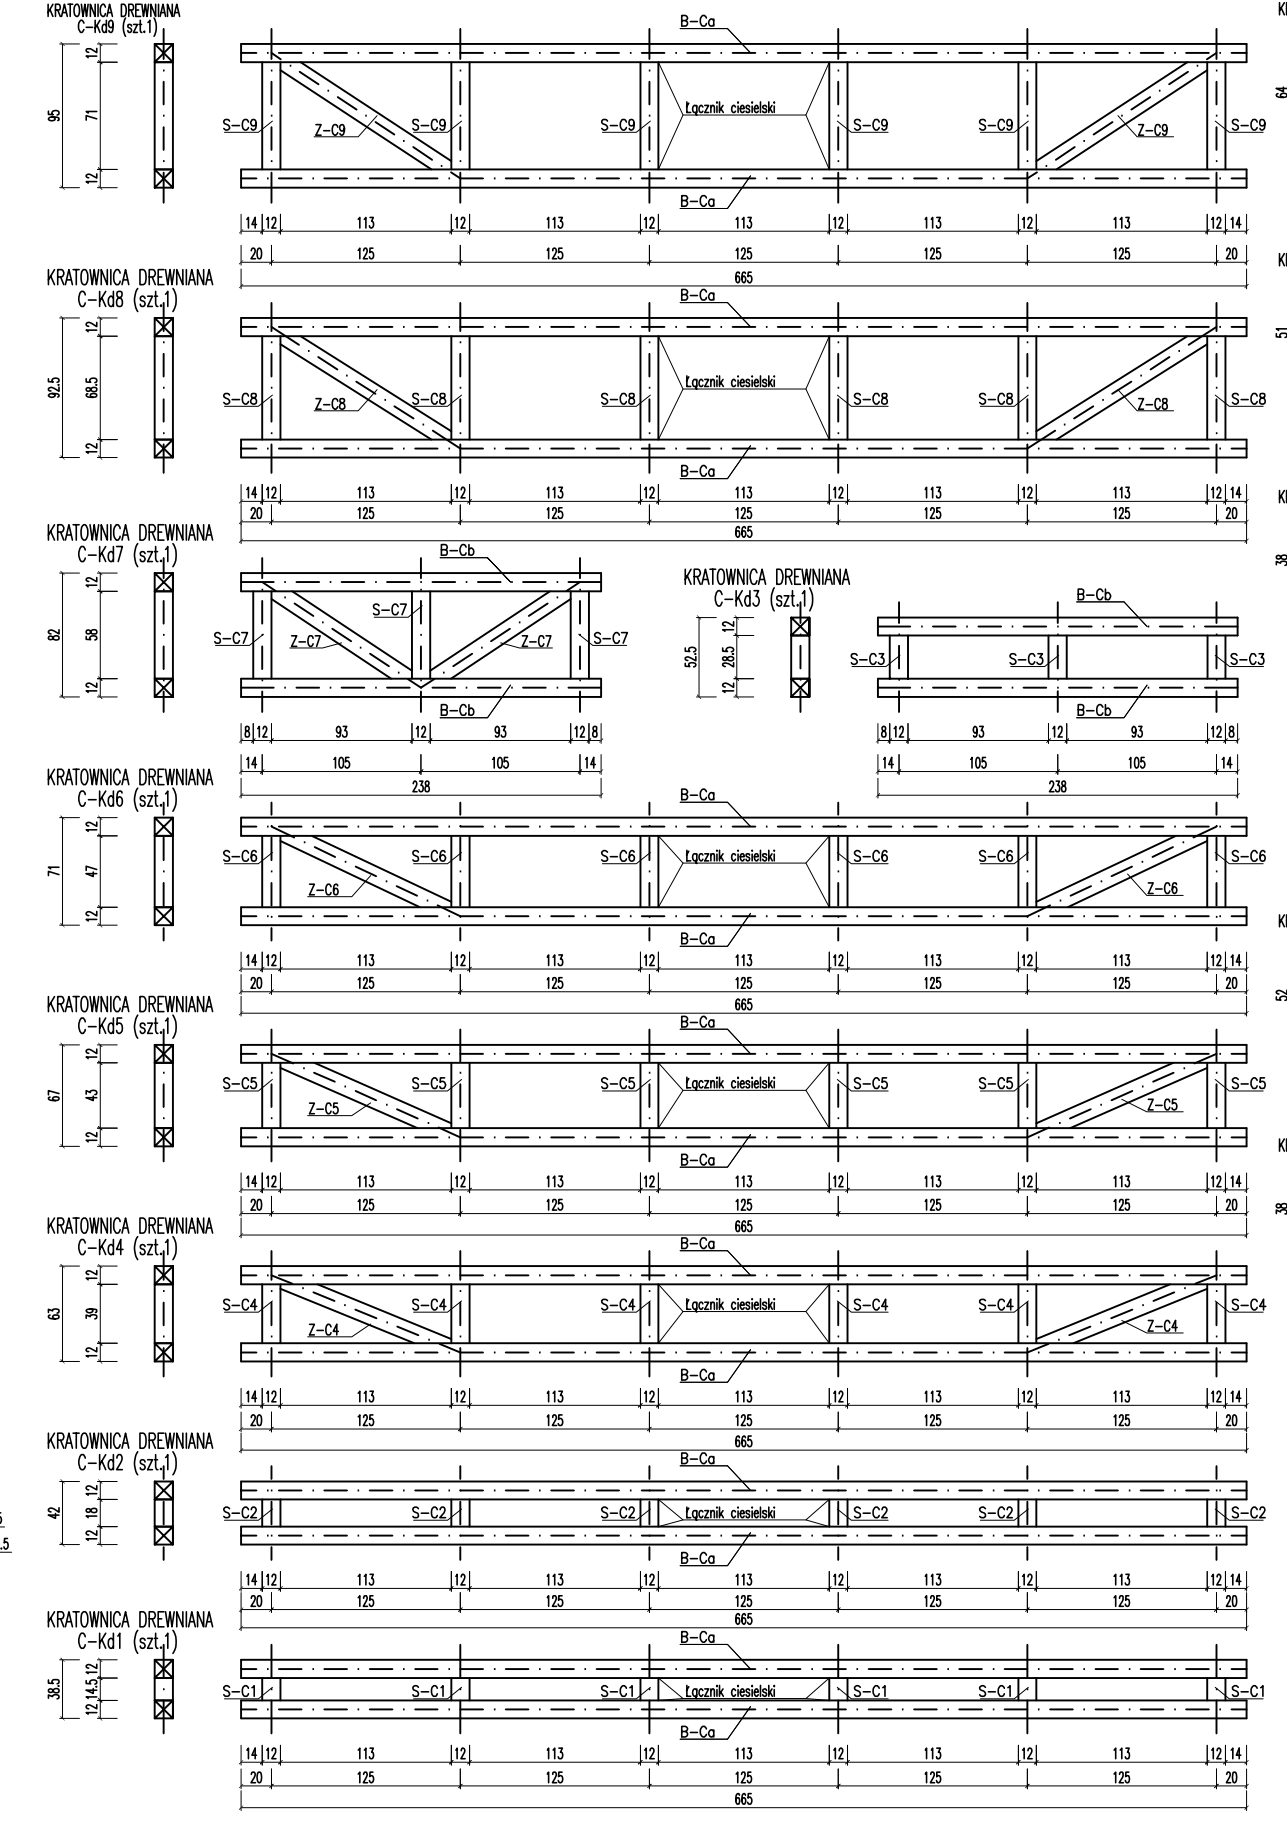 KRATOWNICA DREWNIANA
C-Kd9 (szt.1)
95
12
71
12
B-Ca
S-C9
Z-C9
S-C9
S-C9
Łącznik ciesielski
S-C9
S-C9
Z-C9
S-C9
B-Ca
14 12 113 12 113 12 113 12 113 12 113 12 14
20 125 125 125 125 125 20
665
KRATOWNICA DREWNIANA
C-Kd8 (szt.1)
92.5
12
68.5
12
B-Ca
S-C8
Z-C8
S-C8
S-C8
Łącznik ciesielski
S-C8
S-C8
Z-C8
S-C8
B-Ca
14 12 113 12 113 12 113 12 113 12 113 12 14
20 125 125 125 125 125 20
665
KRATOWNICA DREWNIANA
C-Kd7 (szt.1)
82
12
58
12
B-Cb
S-C7
Z-C7
S-C7
Z-C7
S-C7
B-Cb
8 12 93 12 93 12 8
14 105 105 14
238
KRATOWNICA DREWNIANA
C-Kd3 (szt.1)
52.5
12
28.5
12
B-Cb
S-C3
S-C3
S-C3
B-Cb
8 12 93 12 93 12 8
14 105 105 14
238
KRATOWNICA DREWNIANA
C-Kd6 (szt.1)
71
12
47
12
B-Ca
S-C6
Z-C6
S-C6
S-C6
Łącznik ciesielski
S-C6
S-C6
Z-C6
S-C6
B-Ca
14 12 113 12 113 12 113 12 113 12 113 12 14
20 125 125 125 125 125 20
665
KRATOWNICA DREWNIANA
C-Kd5 (szt.1)
67
12
43
12
B-Ca
S-C5
Z-C5
S-C5
S-C5
Łącznik ciesielski
S-C5
S-C5
Z-C5
S-C5
B-Ca
14 12 113 12 113 12 113 12 113 12 113 12 14
20 125 125 125 125 125 20
665
KRATOWNICA DREWNIANA
C-Kd4 (szt.1)
63
12
39
12
B-Ca
S-C4
Z-C4
S-C4
S-C4
Łącznik ciesielski
S-C4
S-C4
Z-C4
S-C4
B-Ca
14 12 113 12 113 12 113 12 113 12 113 12 14
20 125 125 125 125 125 20
665
KRATOWNICA DREWNIANA
C-Kd2 (szt.1)
42
12
18
12
B-Ca
S-C2
S-C2
S-C2
Łącznik ciesielski
S-C2
S-C2
S-C2
B-Ca
14 12 113 12 113 12 113 12 113 12 113 12 14
20 125 125 125 125 125 20
665
KRATOWNICA DREWNIANA
C-Kd1 (szt.1)
38.5
12
14.5
12
B-Ca
S-C1
S-C1
S-C1
Łącznik ciesielski
S-C1
S-C1
S-C1
B-Ca
14 12 113 12 113 12 113 12 113 12 113 12 14
20 125 125 125 125 125 20
665
64
51
38
52
38
.5